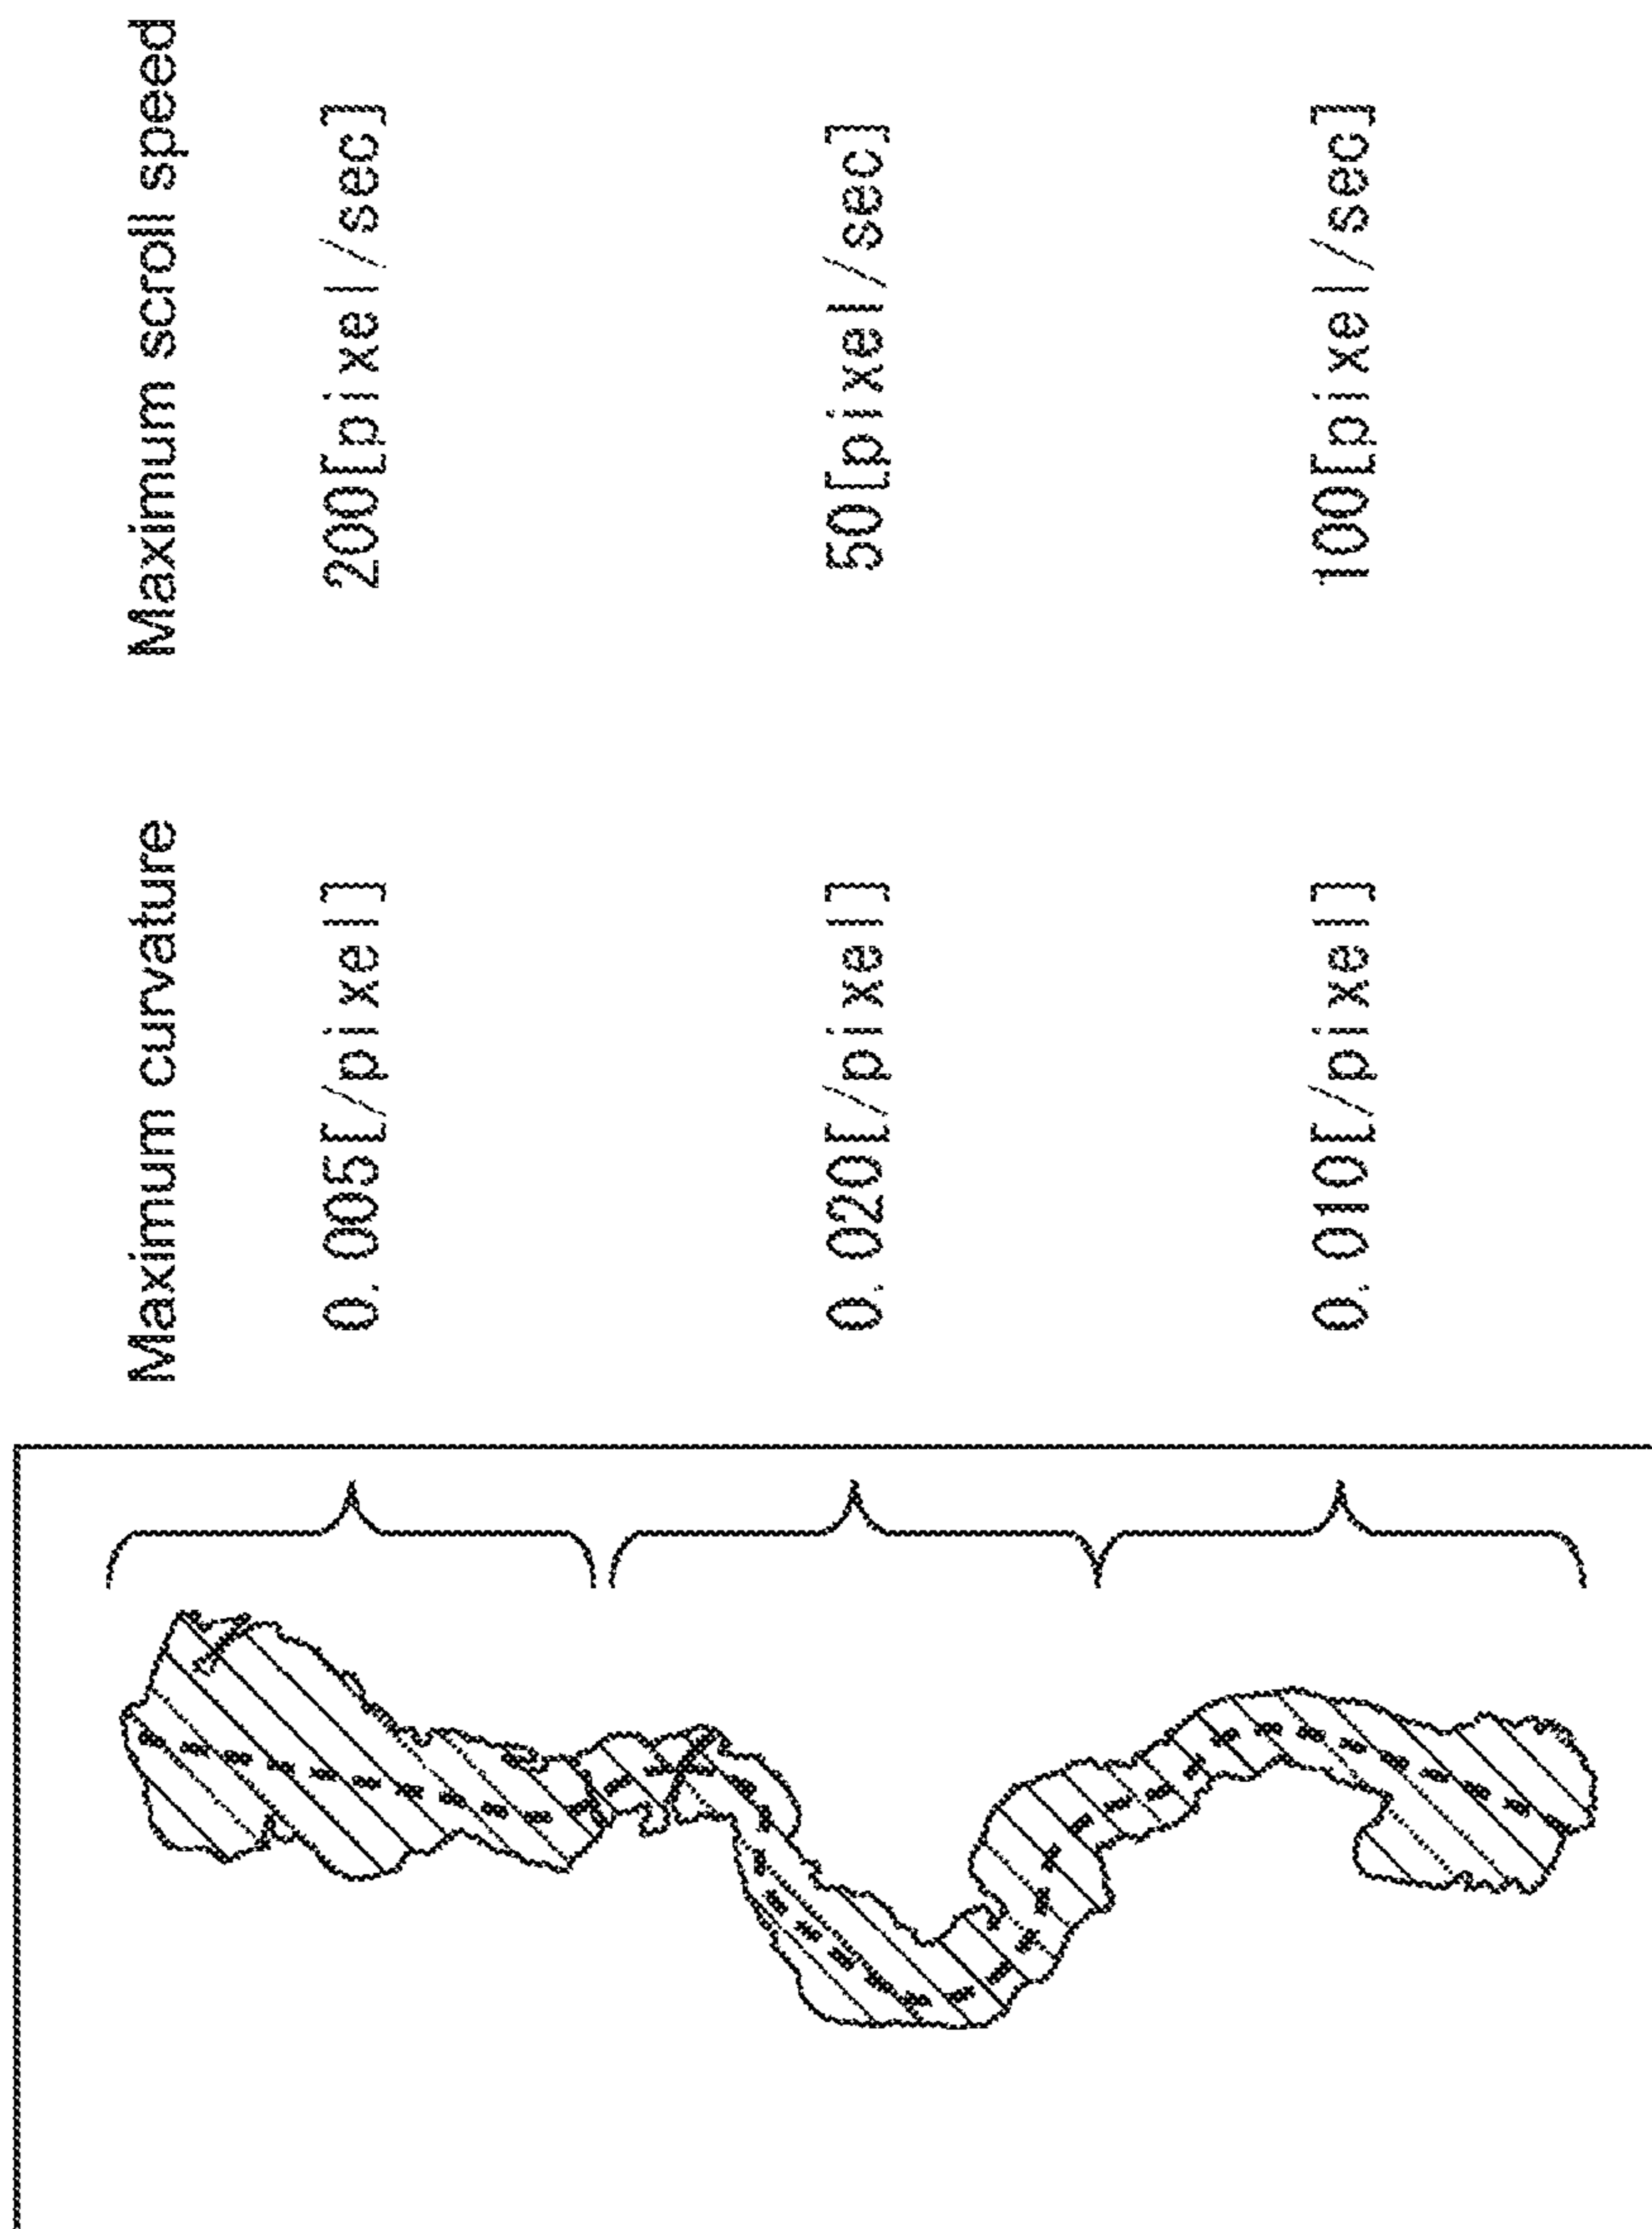 Maximum curvature Maximum scroll speed
0.005[/pixel] 200[pixel/sec]
0.020[/pixel] 50[pixel/sec]
0.010[/pixel] 100[pixel/sec]